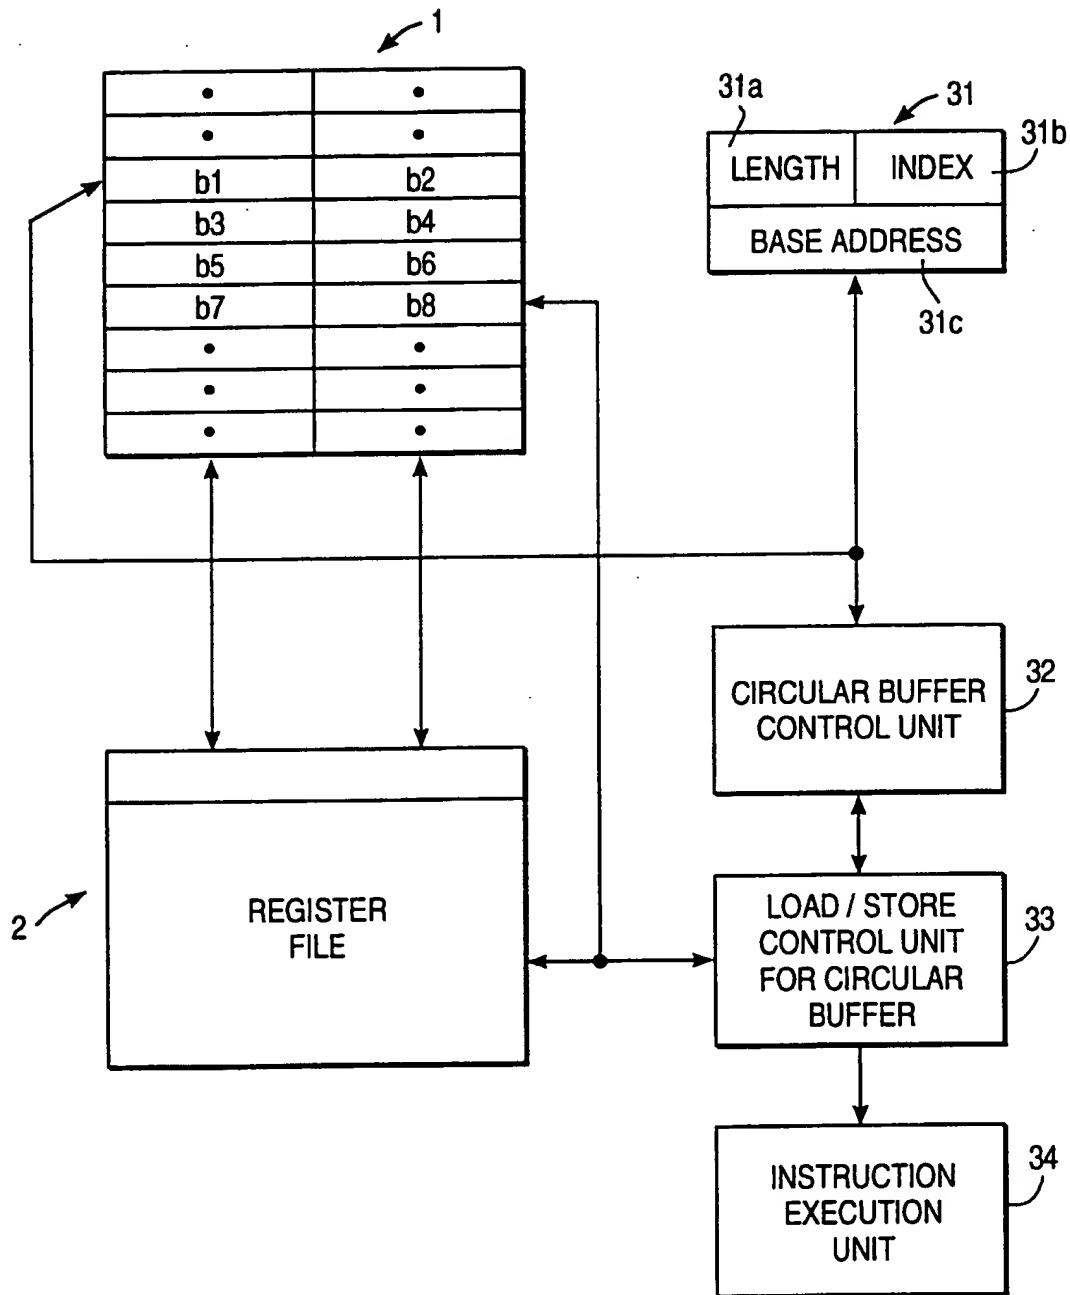 1
31a
31
31b
LENGTH INDEX
BASE ADDRESS
31c
b1 b2
b3 b4
b5 b6
b7 b8
CIRCULAR BUFFER
CONTROL UNIT
32
2
REGISTER
FILE
LOAD / STORE
CONTROL UNIT
FOR CIRCULAR
BUFFER
33
INSTRUCTION
EXECUTION
UNIT
34